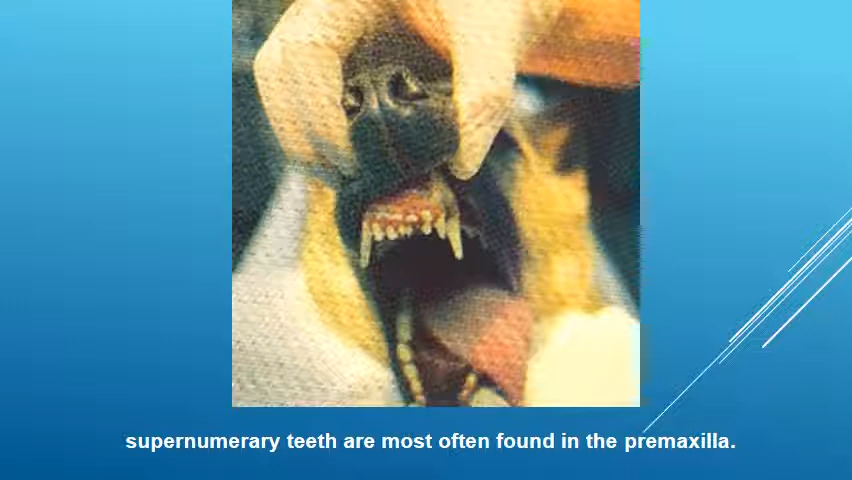 supernumerary teeth are most often found in the premaxilla.